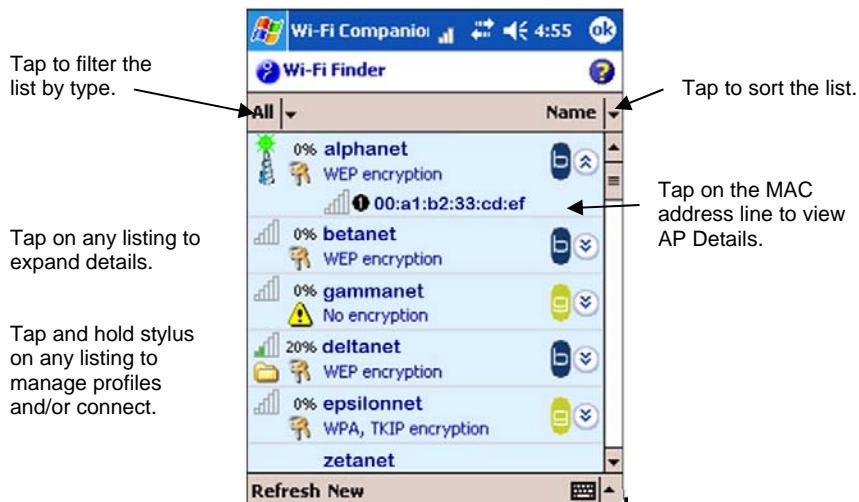 Wi-Fi Companio
4:55
ok
Wi-Fi Finder
?
Tap to filter the
list by type.
All
Name
Tap to sort the list.
0% alphanet
WEP encryption
b
1 00:a1:b2:33:cd:ef
Tap on the MAC
address line to view
AP Details.
Tap on any listing to
expand details.
0% betanet
WEP encryption
b
0% gammanet
No encryption
g
Tap and hold stylus
on any listing to
manage profiles
and/or connect.
20% deltanet
WEP encryption
b
0% epsilonnet
WPA, TKIP encryption
g
zetanet
Refresh New